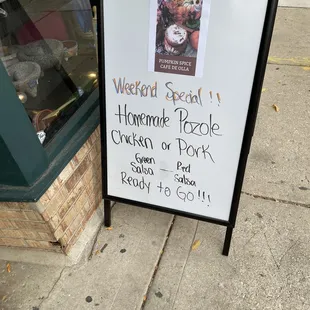 PUMPKIN SPICE
CAFE DE OLLA
Weekend Special !!
Homemade Pozole
Chicken or Pork
Green Salsa — Red Salsa
Ready to Go!!!